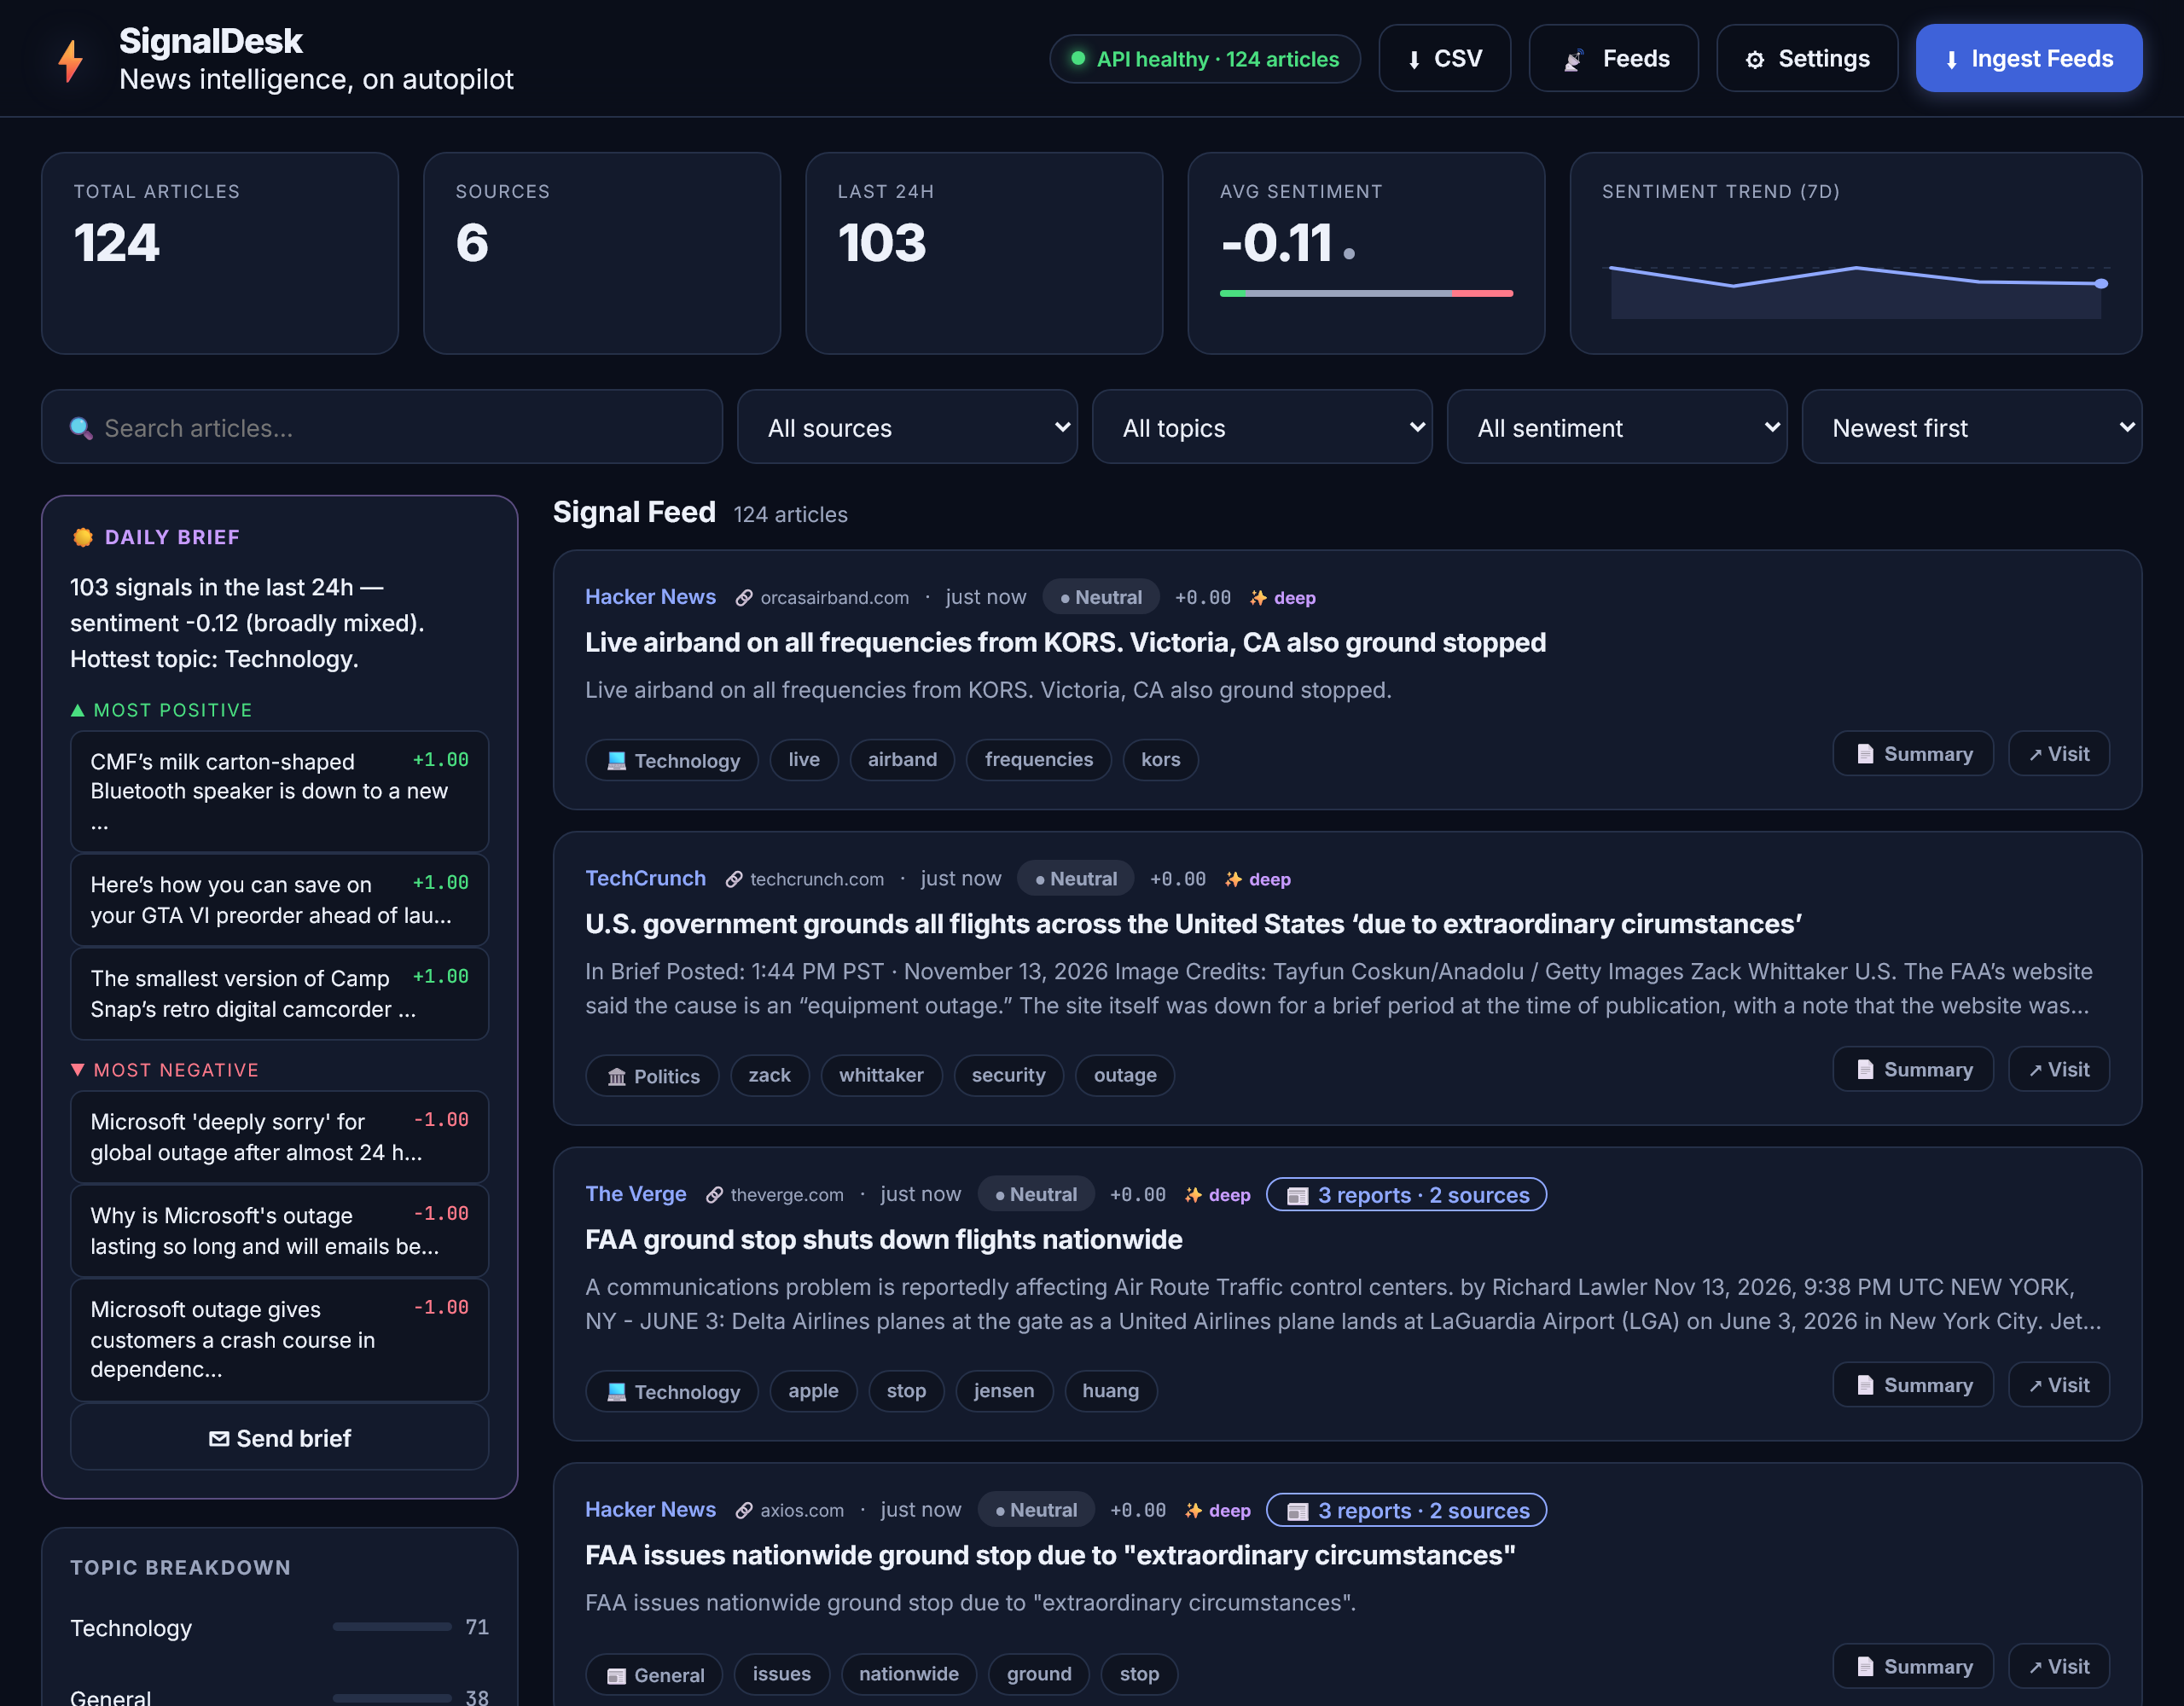 SignalDesk
News intelligence, on autopilot
API healthy · 124 articles
⬇ CSV
Feeds
Settings
⬇ Ingest Feeds
TOTAL ARTICLES
124
SOURCES
6
LAST 24H
103
AVG SENTIMENT
-0.11
SENTIMENT TREND (7D)
Search articles...
All sources
All topics
All sentiment
Newest first
DAILY BRIEF
103 signals in the last 24h —
sentiment -0.12 (broadly mixed).
Hottest topic: Technology.
▲ MOST POSITIVE
CMF’s milk carton-shaped +1.00
Bluetooth speaker is down to a new
...
Here’s how you can save on +1.00
your GTA VI preorder ahead of lau...
The smallest version of Camp +1.00
Snap’s retro digital camcorder ...
▼ MOST NEGATIVE
Microsoft 'deeply sorry' for -1.00
global outage after almost 24 h...
Why is Microsoft's outage -1.00
lasting so long and will emails be...
Microsoft outage gives -1.00
customers a crash course in
dependenc...
Send brief
TOPIC BREAKDOWN
Technology 71
General 38
Signal Feed 124 articles
Hacker News orcasairband.com · just now ● Neutral +0.00 deep
Live airband on all frequencies from KORS. Victoria, CA also ground stopped
Live airband on all frequencies from KORS. Victoria, CA also ground stopped.
Technology live airband frequencies kors Summary ↗ Visit
TechCrunch techcrunch.com · just now ● Neutral +0.00 deep
U.S. government grounds all flights across the United States ‘due to extraordinary cirumstances’
In Brief Posted: 1:44 PM PST · November 13, 2026 Image Credits: Tayfun Coskun/Anadolu / Getty Images Zack Whittaker U.S. The FAA’s website
said the cause is an “equipment outage.” The site itself was down for a brief period at the time of publication, with a note that the website was...
Politics zack whittaker security outage Summary ↗ Visit
The Verge theverge.com · just now ● Neutral +0.00 deep 3 reports · 2 sources
FAA ground stop shuts down flights nationwide
A communications problem is reportedly affecting Air Route Traffic control centers. by Richard Lawler Nov 13, 2026, 9:38 PM UTC NEW YORK,
NY - JUNE 3: Delta Airlines planes at the gate as a United Airlines plane lands at LaGuardia Airport (LGA) on June 3, 2026 in New York City. Jet...
Technology apple stop jensen huang Summary ↗ Visit
Hacker News axios.com · just now ● Neutral +0.00 deep 3 reports · 2 sources
FAA issues nationwide ground stop due to "extraordinary circumstances"
FAA issues nationwide ground stop due to "extraordinary circumstances".
General issues nationwide ground stop Summary ↗ Visit